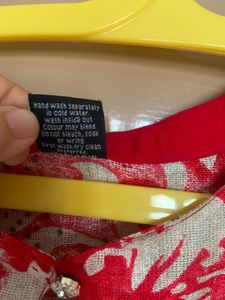 Hand wash separately
in cold water.
wash inside out
Colour may bleed
Do not bleach, soak
or wring
First wash dry clean
preferred